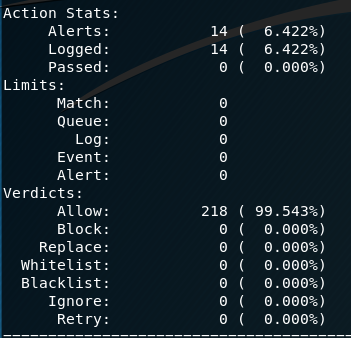 Action Stats:
     Alerts:           14 (  6.422%)
     Logged:           14 (  6.422%)
     Passed:            0 (  0.000%)
Limits:
      Match:            0
      Queue:            0
        Log:            0
      Event:            0
      Alert:            0
Verdicts:
      Allow:          218 ( 99.543%)
      Block:            0 (  0.000%)
    Replace:            0 (  0.000%)
  Whitelist:            0 (  0.000%)
  Blacklist:            0 (  0.000%)
     Ignore:            0 (  0.000%)
      Retry:            0 (  0.000%)
=======================================